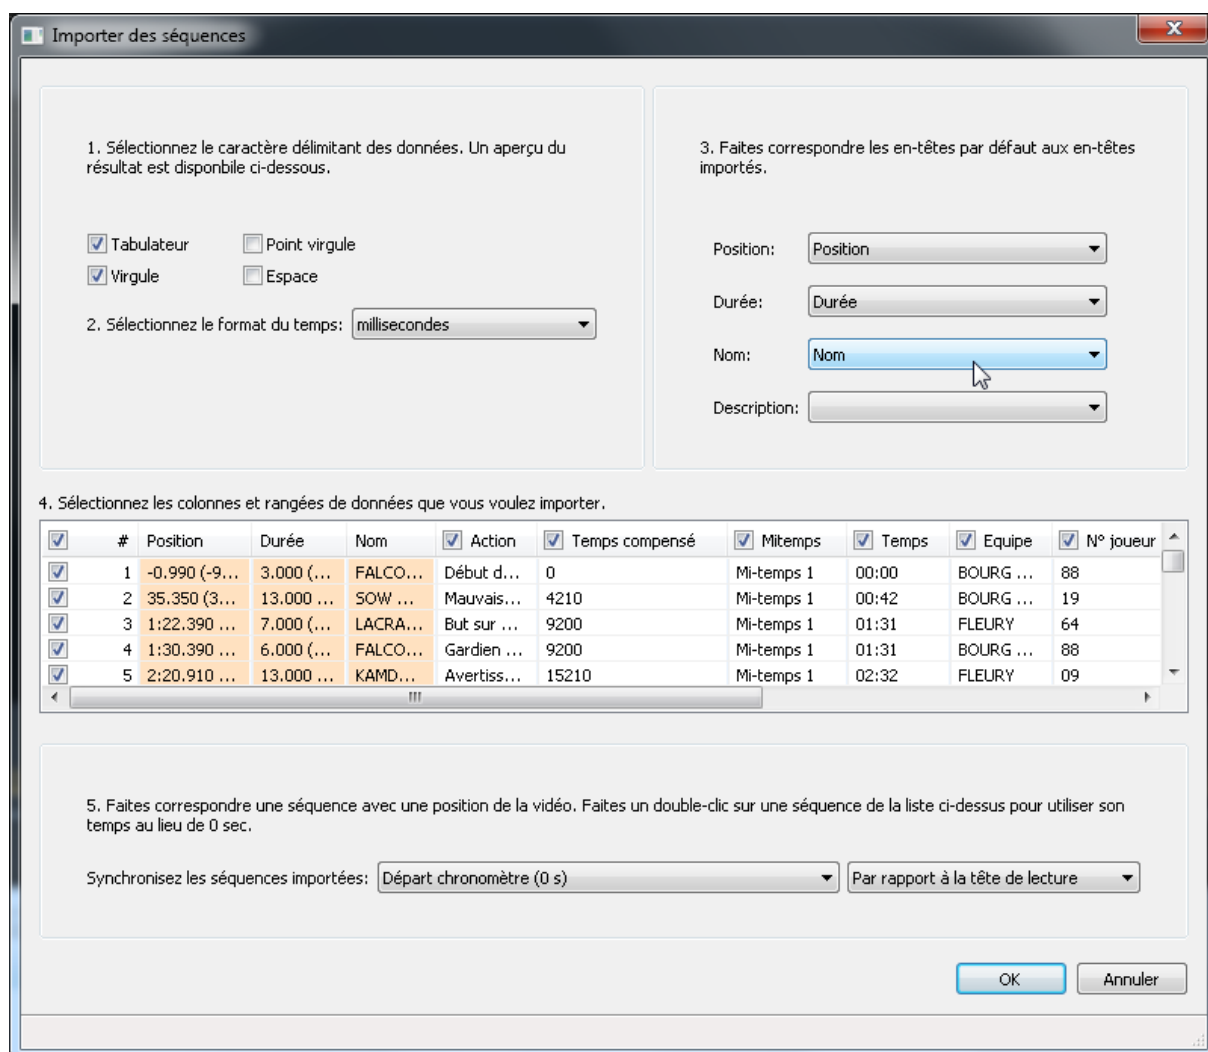 Importer des séquences
1. Sélectionnez le caractère délimitant des données. Un aperçu du
résultat est disponbile ci-dessous.
Tabulateur Point virgule
Virgule Espace
2. Sélectionnez le format du temps: millisecondes
3. Faites correspondre les en-têtes par défaut aux en-têtes
importés.
Position: Position
Durée: Durée
Nom: Nom
Description:
4. Sélectionnez les colonnes et rangées de données que vous voulez importer.
# Position Durée Nom Action Temps compensé Mitemps Temps Equipe N° joueur
1 -0.990 (-9... 3.000 (... FALCO... Début d... 0 Mi-temps 1 00:00 BOURG ... 88
2 35.350 (3... 13.000 ... SOW ... Mauvais... 4210 Mi-temps 1 00:42 BOURG ... 19
3 1:22.390 ... 7.000 (... LACRA... But sur ... 9200 Mi-temps 1 01:31 FLEURY 64
4 1:30.390 ... 6.000 (... FALCO... Gardien ... 9200 Mi-temps 1 01:31 BOURG ... 88
5 2:20.910 ... 13.000 ... KAMD... Avertiss... 15210 Mi-temps 1 02:32 FLEURY 09
5. Faites correspondre une séquence avec une position de la vidéo. Faites un double-clic sur une séquence de la liste ci-dessus pour utiliser son
temps au lieu de 0 sec.
Synchronisez les séquences importées: Départ chronomètre (0 s) Par rapport à la tête de lecture
OK Annuler